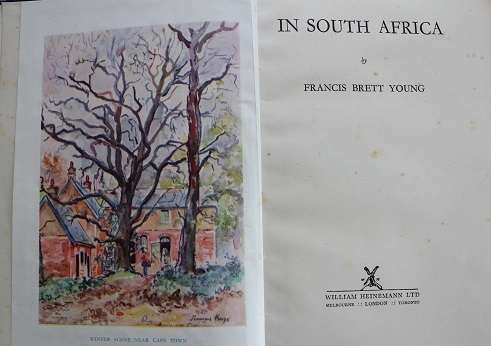 WINTER SCENE NEAR CAPE TOWN
IN SOUTH AFRICA
by
FRANCIS BRETT YOUNG
WILLIAM HEINEMANN LTD
MELBOURNE :: LONDON :: TORONTO